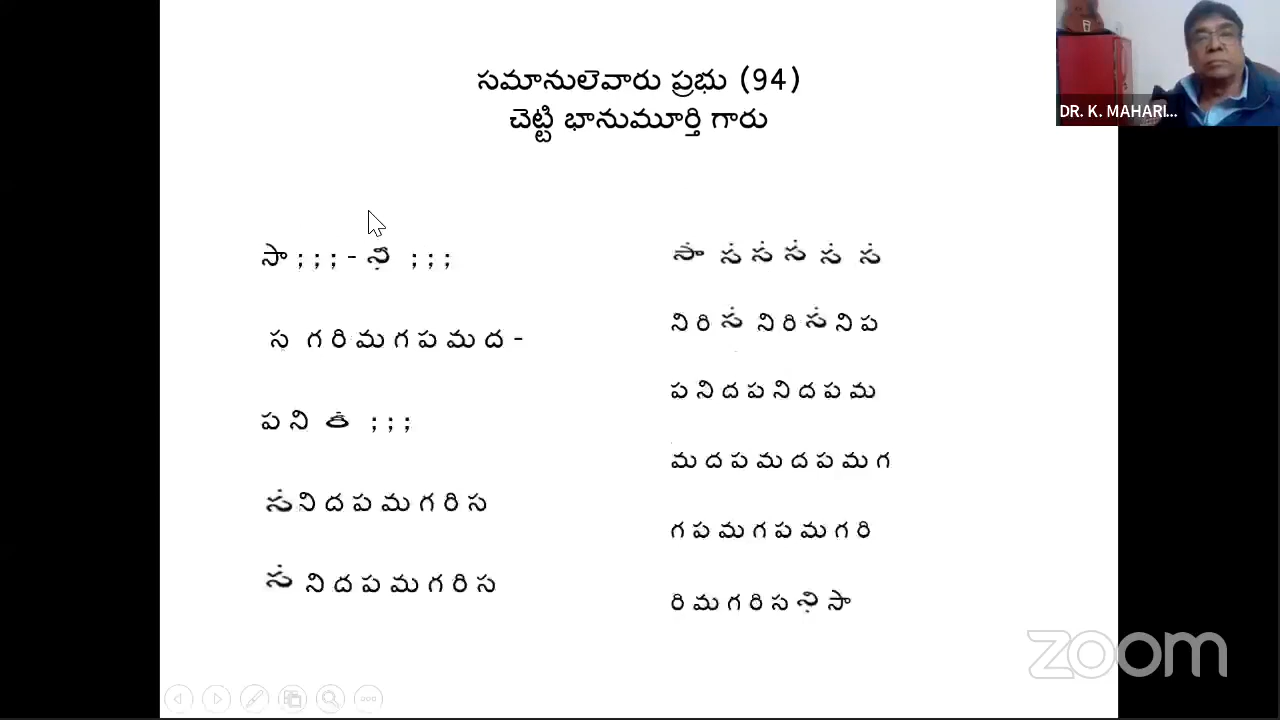 సమానులెవారు ప్రభు (94)
చెట్టి భానుమూర్తి గారు
DR. K. MAHARI...
సా ; ; ; - ని ; ; ;
స గ రి మ గ ప మ ద -
ప ని ; ; ;
స̇ ని ద ప మ గ రి స
స̇ ని ద ప మ గ రి స
సా̇ స̇ స̇ స̇ స̇ స̇
ని రి స̇ ని రి స̇ ని ప
ప ని ద ప ని ద ప మ
మ ద ప మ ద ప మ గ
గ ప మ గ ప మ గ రి
రి మ గ రి స ని సా
zoom